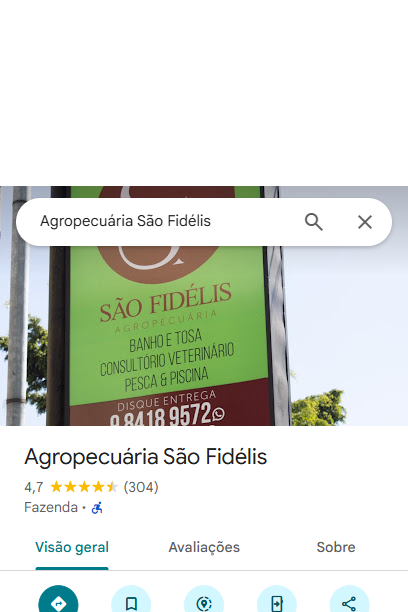 Agropecuária São Fidélis
SÃO FIDÉLIS
AGROPECUÁRIA
BANHO E TOSA
CONSULTÓRIO VETERINÁRIO
PESCA & PISCINA
DISQUE ENTREGA
9 8418 9572
Agropecuária São Fidélis
4,7 (304)
Fazenda ·
Visão geral Avaliações Sobre